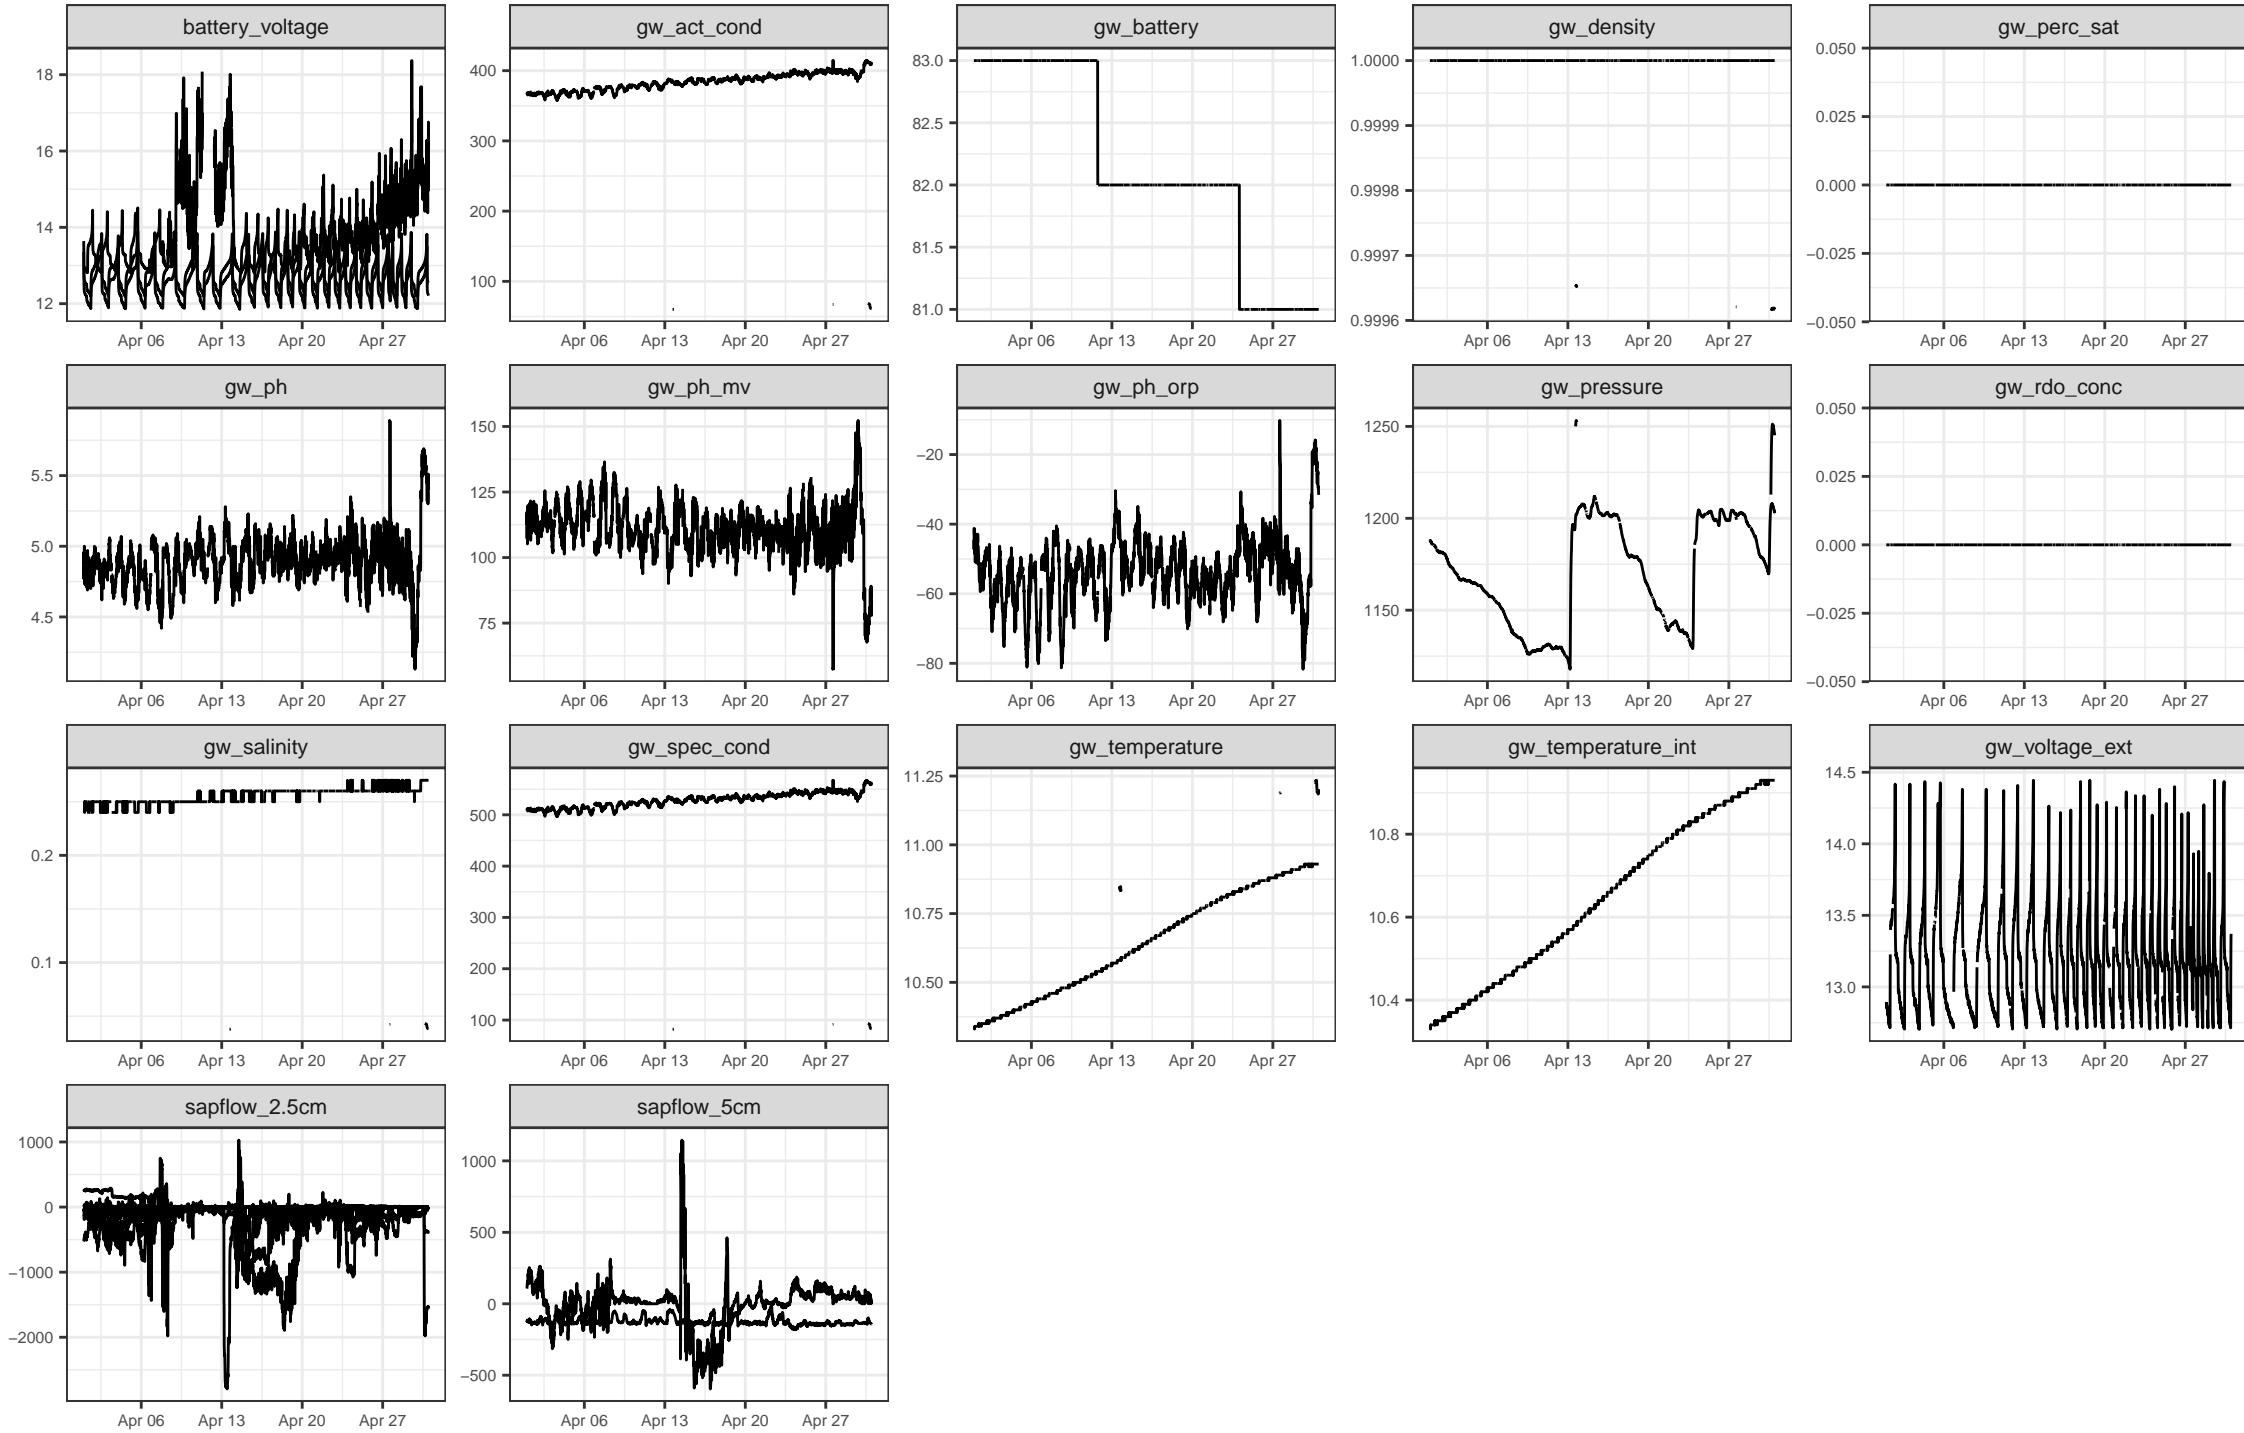 battery_voltage
18
16
14
12
Apr 06 Apr 13 Apr 20 Apr 27
gw_act_cond
400
300
200
100
Apr 06 Apr 13 Apr 20 Apr 27
gw_battery
83.0
82.5
82.0
81.5
81.0
Apr 06 Apr 13 Apr 20 Apr 27
gw_density
1.0000
0.9999
0.9998
0.9997
0.9996
Apr 06 Apr 13 Apr 20 Apr 27
gw_perc_sat
0.050
0.025
0.000
−0.025
−0.050
Apr 06 Apr 13 Apr 20 Apr 27
gw_ph
5.5
5.0
4.5
Apr 06 Apr 13 Apr 20 Apr 27
gw_ph_mv
150
125
100
75
Apr 06 Apr 13 Apr 20 Apr 27
gw_ph_orp
−20
−40
−60
−80
Apr 06 Apr 13 Apr 20 Apr 27
gw_pressure
1250
1200
1150
Apr 06 Apr 13 Apr 20 Apr 27
gw_rdo_conc
0.050
0.025
0.000
−0.025
−0.050
Apr 06 Apr 13 Apr 20 Apr 27
gw_salinity
0.2
0.1
Apr 06 Apr 13 Apr 20 Apr 27
gw_spec_cond
500
400
300
200
100
Apr 06 Apr 13 Apr 20 Apr 27
gw_temperature
11.25
11.00
10.75
10.50
Apr 06 Apr 13 Apr 20 Apr 27
gw_temperature_int
10.8
10.6
10.4
Apr 06 Apr 13 Apr 20 Apr 27
gw_voltage_ext
14.5
14.0
13.5
13.0
Apr 06 Apr 13 Apr 20 Apr 27
sapflow_2.5cm
1000
0
−1000
−2000
Apr 06 Apr 13 Apr 20 Apr 27
sapflow_5cm
1000
500
0
−500
Apr 06 Apr 13 Apr 20 Apr 27